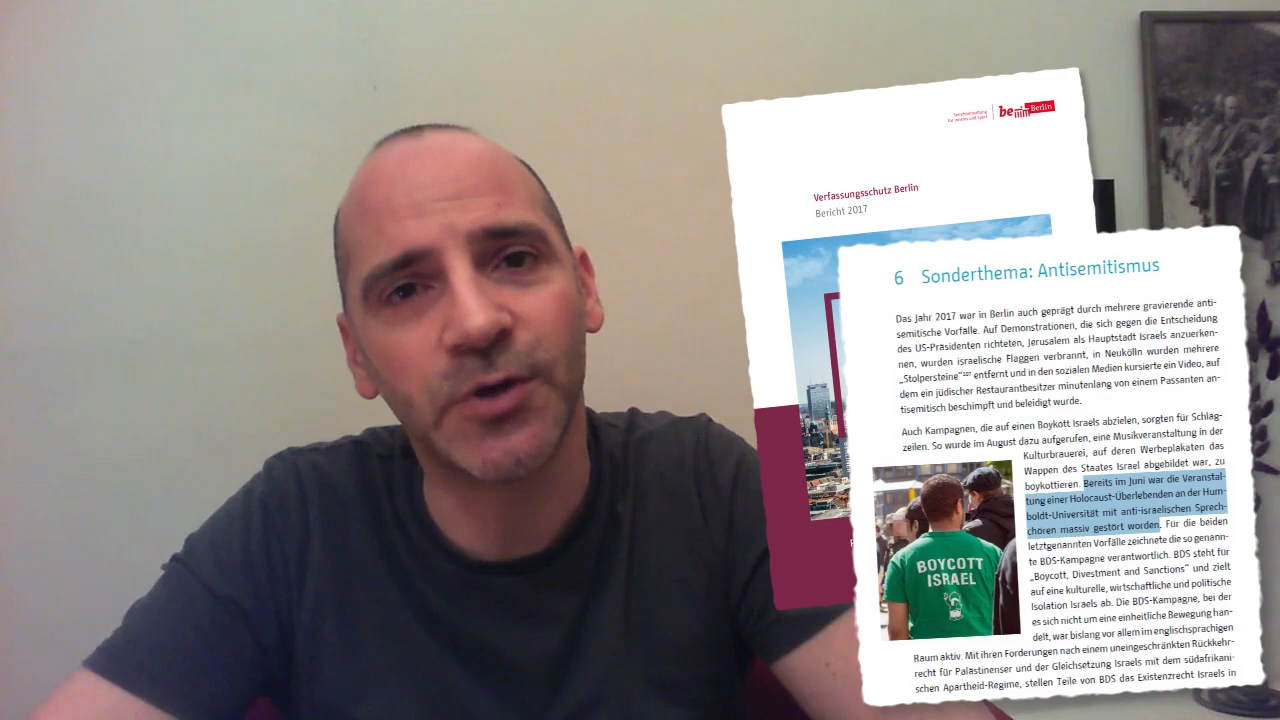 Senatsverwaltung
für Inneres und Sport
be Berlin
Verfassungsschutz Berlin
Bericht 2017
6 Sonderthema: Antisemitismus
Das Jahr 2017 war in Berlin auch geprägt durch mehrere gravierende anti-
semitische Vorfälle. Auf Demonstrationen, die sich gegen die Entscheidung
des US-Präsidenten richteten, Jerusalem als Hauptstadt Israels anzuerken-
nen, wurden israelische Flaggen verbrannt, in Neukölln wurden mehrere
„Stolpersteine“¹⁰⁷ entfernt und in den sozialen Medien kursierte ein Video, auf
dem ein jüdischer Restaurantbesitzer minutenlang von einem Passanten an-
tisemitisch beschimpft und beleidigt wurde.
Auch Kampagnen, die auf einen Boykott Israels abzielen, sorgten für Schlag-
zeilen. So wurde im August dazu aufgerufen, eine Musikveranstaltung in der
Kulturbrauerei, auf deren Werbeplakaten das
Wappen des Staates Israel abgebildet war, zu
boykottieren. Bereits im Juni war die Veranstal-
tung einer Holocaust-Überlebenden an der Hum-
boldt-Universität mit anti-israelischen Sprech-
chören massiv gestört worden. Für die beiden
letztgenannten Vorfälle zeichnete die so genann-
te BDS-Kampagne verantwortlich. BDS steht für
„Boycott, Divestment and Sanctions“ und zielt
auf eine kulturelle, wirtschaftliche und politische
Isolation Israels ab. Die BDS-Kampagne, bei der
es sich nicht um eine einheitliche Bewegung han-
delt, war bislang vor allem im englischsprachigen
Raum aktiv. Mit ihren Forderungen nach einem uneingeschränkten Rückkehr-
recht für Palästinenser und der Gleichsetzung Israels mit dem südafrikani-
schen Apartheid-Regime, stellen Teile von BDS das Existenzrecht Israels in
BOYCOTT
ISRAEL